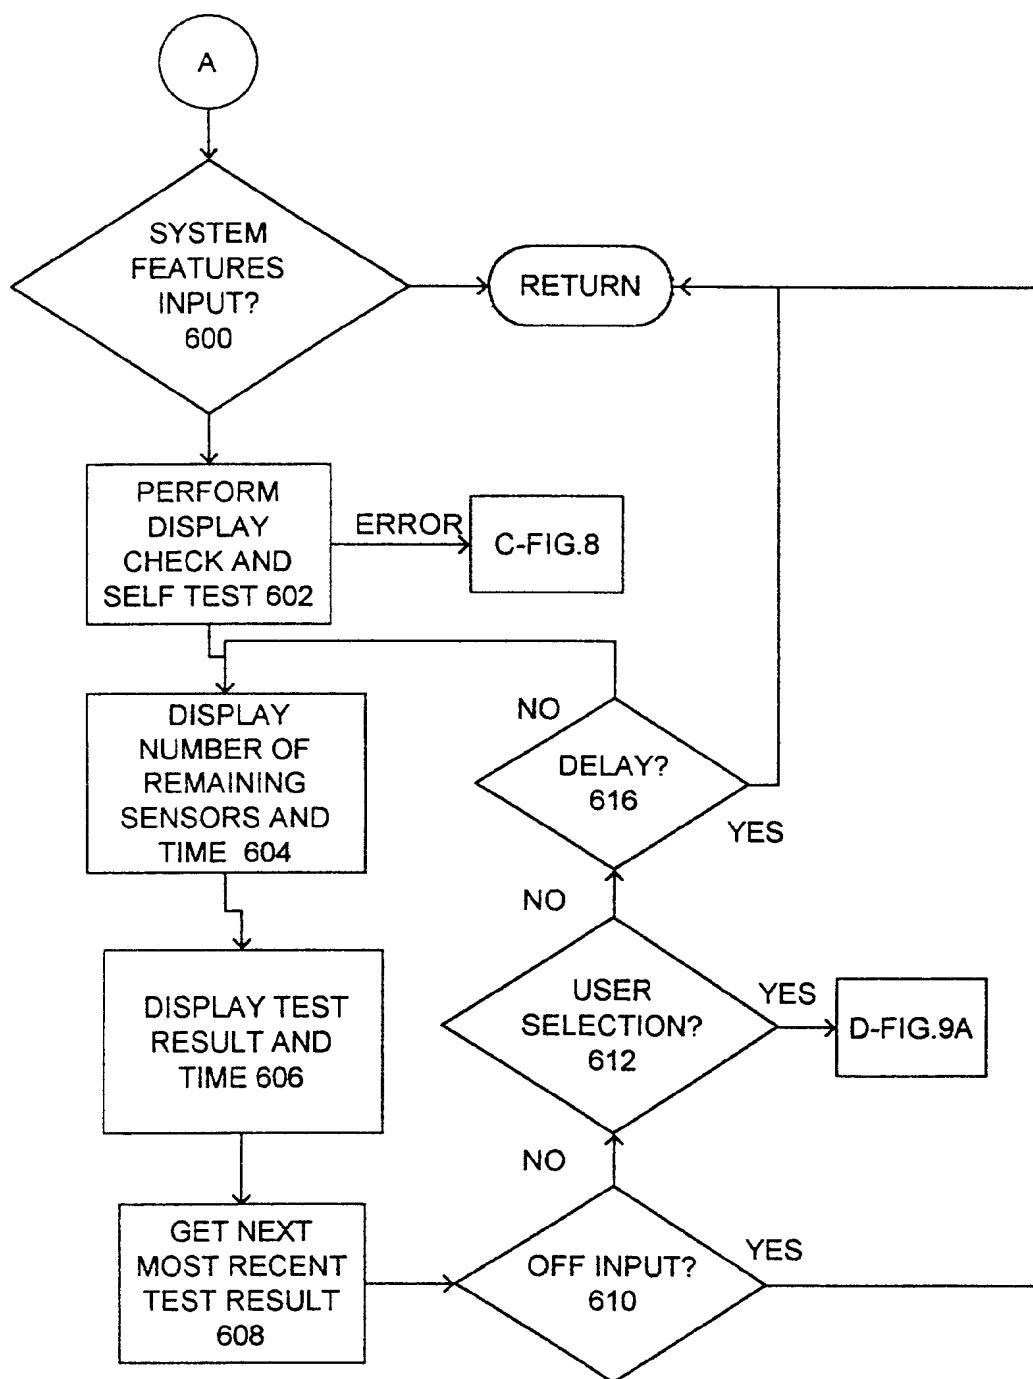 A
SYSTEM
FEATURES
INPUT?
600
RETURN
PERFORM
DISPLAY
CHECK AND
SELF TEST 602
ERROR
C-FIG.8
DISPLAY
NUMBER OF
REMAINING
SENSORS AND
TIME 604
NO
DELAY?
616
YES
NO
DISPLAY TEST
RESULT AND
TIME 606
USER
SELECTION?
612
YES
D-FIG.9A
NO
GET NEXT
MOST RECENT
TEST RESULT
608
OFF INPUT?
610
YES